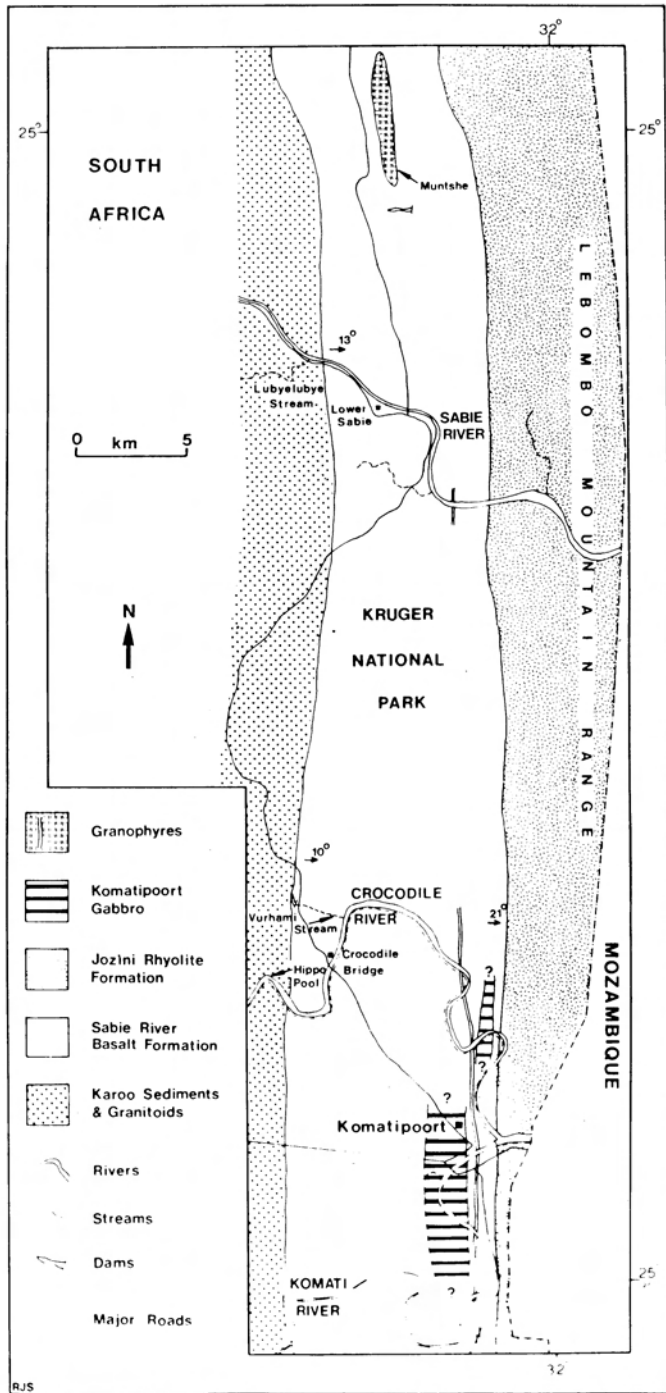 32°
25°
25°
SOUTH
AFRICA
Muntshe
LEBOMBO MOUNTAIN RANGE
13°
Lubyelubye
Stream
Lower
Sabie
SABIE
RIVER
0 km 5
N
KRUGER
NATIONAL
PARK
10°
CROCODILE
RIVER
21°
Vurhami
Stream
Crocodile
Bridge
Hippo
Pool
MOZAMBIQUE
?
?
?
Komatipoort
KOMATI
RIVER
?
25
32
Granophyres
Komatipoort
Gabbro
Jozini Rhyolite
Formation
Sabie River
Basalt Formation
Karoo Sediments
& Granitoids
Rivers
Streams
Dams
Major Roads
RJS